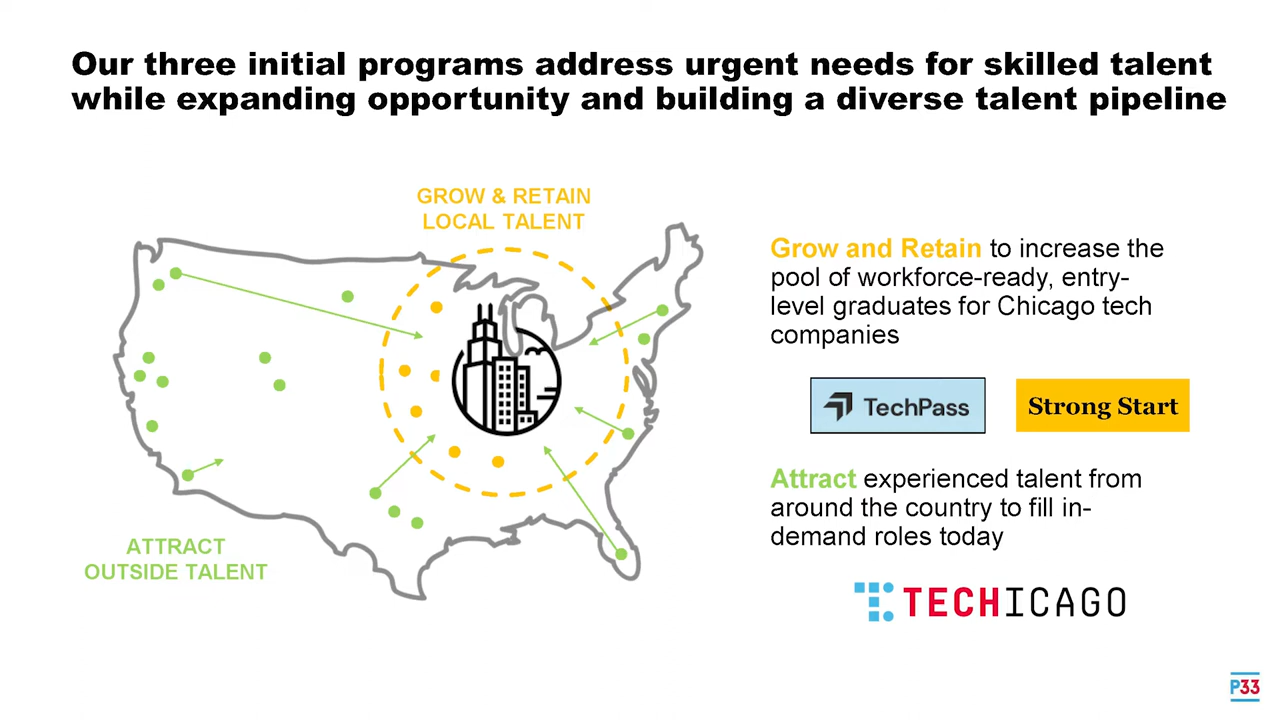 Our three initial programs address urgent needs for skilled talent
while expanding opportunity and building a diverse talent pipeline
GROW & RETAIN
LOCAL TALENT
ATTRACT
OUTSIDE TALENT
Grow and Retain to increase the
pool of workforce-ready, entry-
level graduates for Chicago tech
companies
TechPass
Strong Start
Attract experienced talent from
around the country to fill in-
demand roles today
TECHICAGO
P33